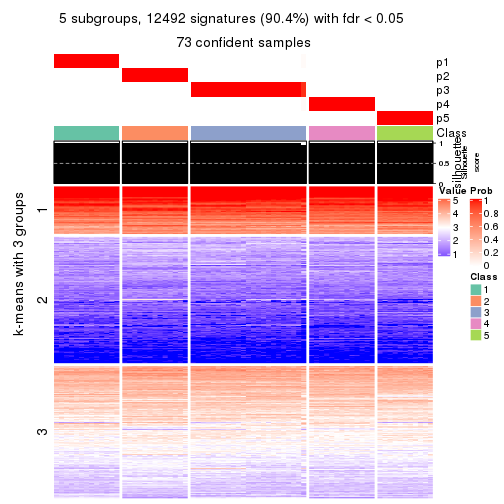 5 subgroups, 12492 signatures (90.4%) with fdr < 0.05
73 confident samples
p1
p2
p3
p4
p5
Class
1
0.5
0
silhouette
Silhouette
score
k-means with 3 groups
1
2
3
Value
5
4
3
2
1
Prob
1
0.8
0.6
0.4
0.2
0
Class
1
2
3
4
5